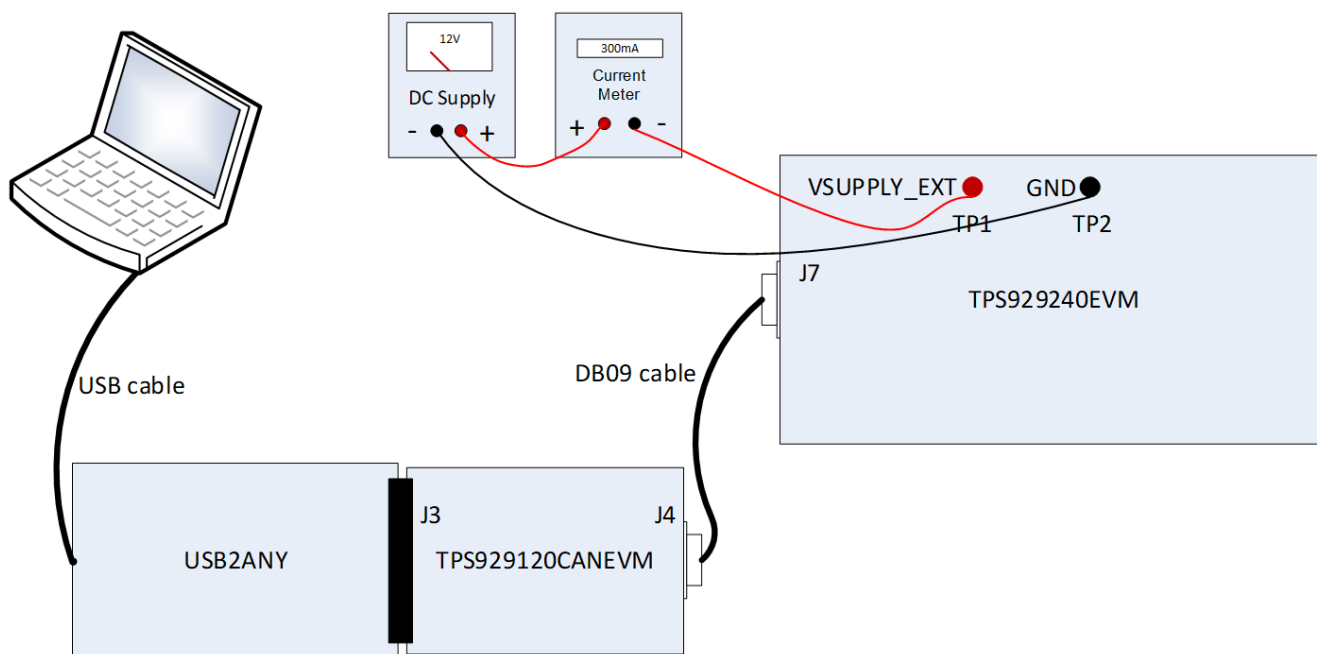 12V
DC Supply
- +
300mA
Current
Meter
+ -
VSUPPLY_EXT GND
TP1 TP2
J7
TPS929240EVM
USB cable
DB09 cable
J3 J4
USB2ANY TPS929120CANEVM